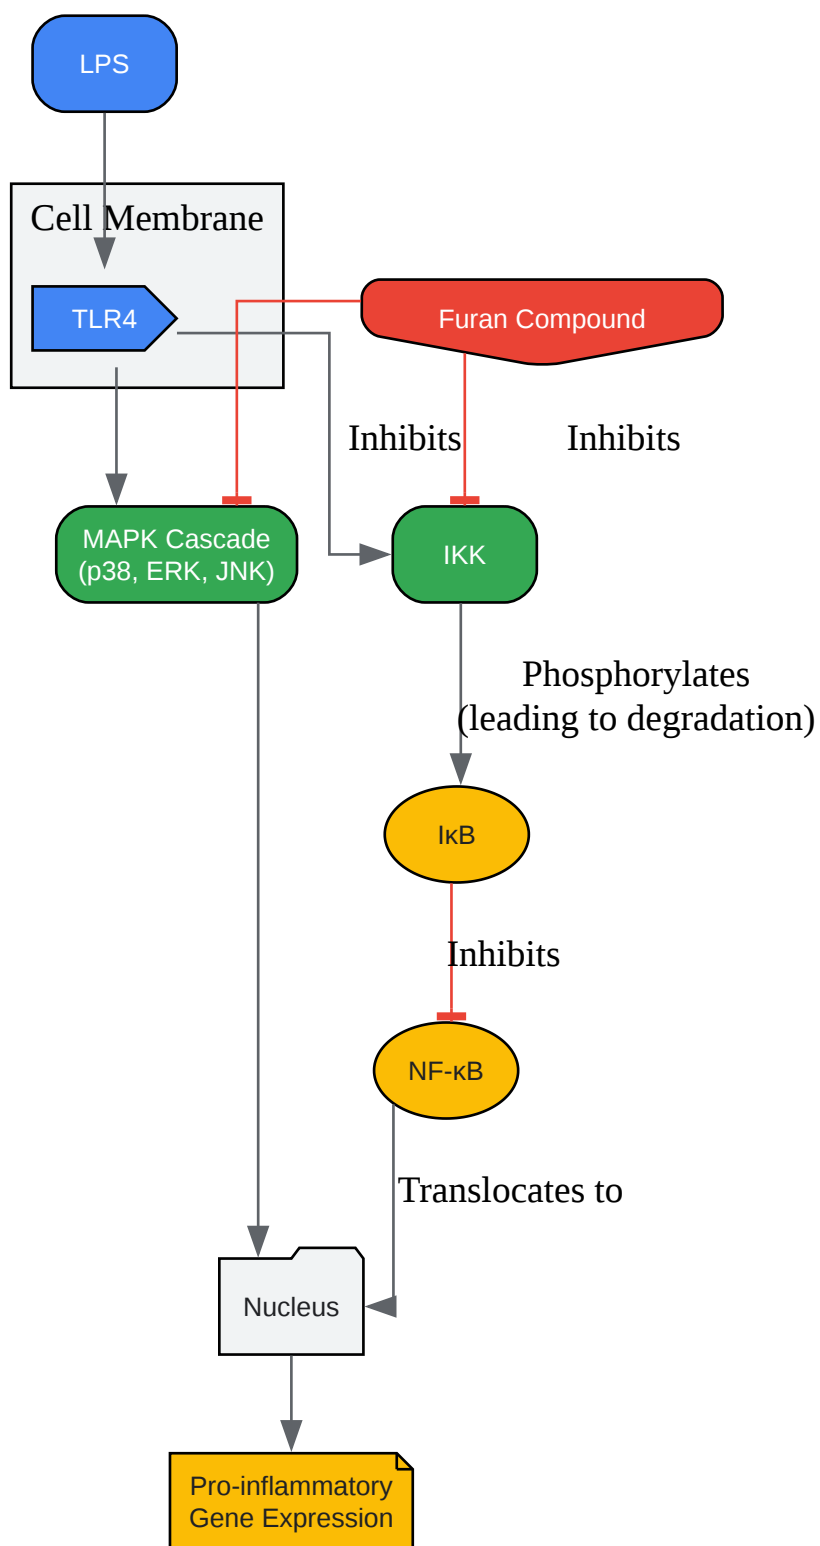 LPS
Cell Membrane
TLR4
Furan Compound
Inhibits
Inhibits
MAPK Cascade
(p38, ERK, JNK)
IKK
Phosphorylates
(leading to degradation)
IκB
Inhibits
NF-κB
Translocates to
Nucleus
Pro-inflammatory
Gene Expression